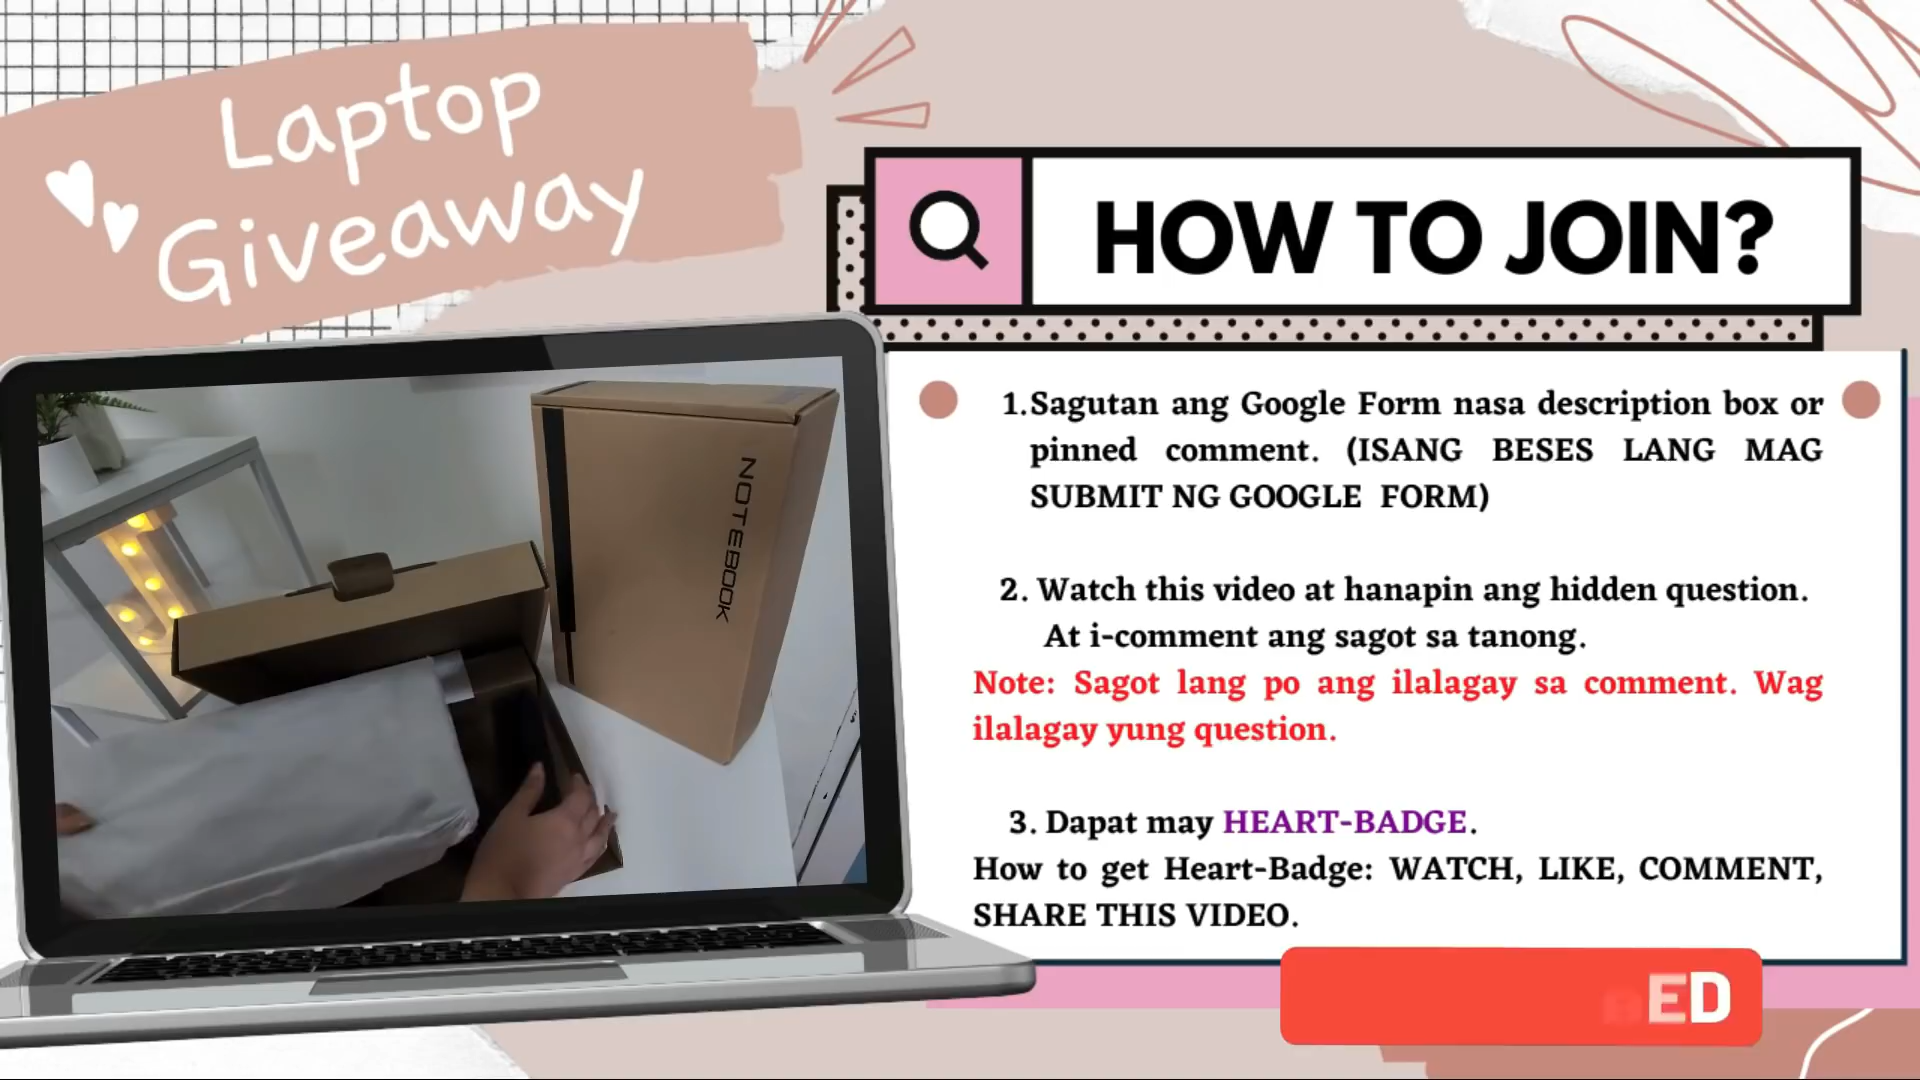 Laptop
Giveaway
HOW TO JOIN?
NOTEBOOK
1.Sagutan ang Google Form nasa description box or
pinned comment. (ISANG BESES LANG MAG
SUBMIT NG GOOGLE FORM)
2. Watch this video at hanapin ang hidden question.
At i-comment ang sagot sa tanong.
Note: Sagot lang po ang ilalagay sa comment. Wag
ilalagay yung question.
3. Dapat may HEART-BADGE.
How to get Heart-Badge: WATCH, LIKE, COMMENT,
SHARE THIS VIDEO.